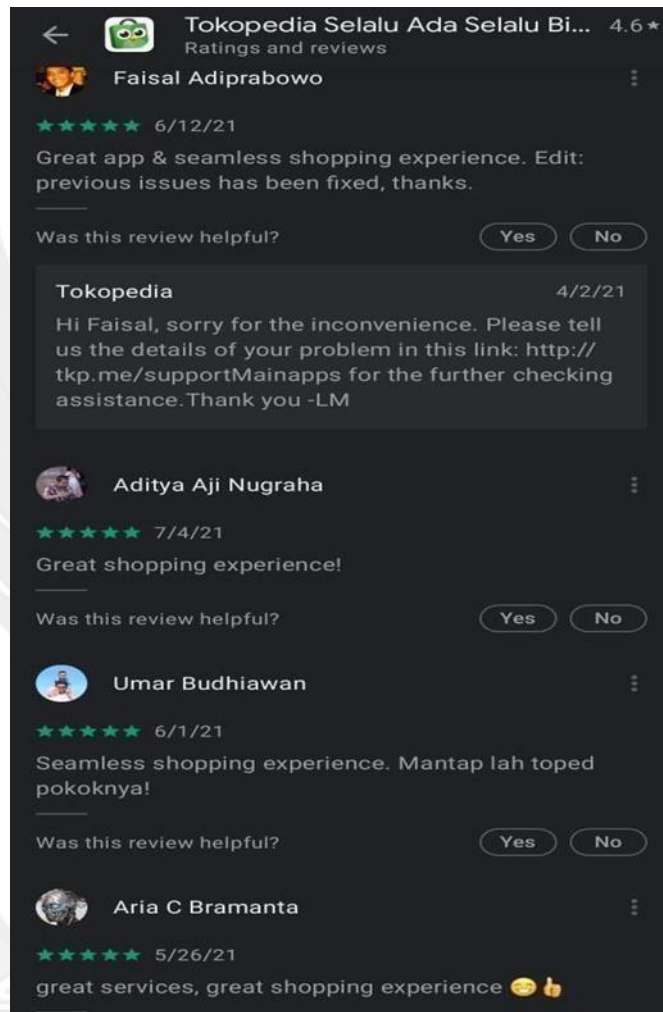 Tokopedia Selalu Ada Selalu Bi... 4.6★
Ratings and reviews
Faisal Adiprabowo
★★★★★ 6/12/21
Great app & seamless shopping experience. Edit:
previous issues has been fixed, thanks.
Was this review helpful? Yes No
Tokopedia 4/2/21
Hi Faisal, sorry for the inconvenience. Please tell
us the details of your problem in this link: http://
tkp.me/supportMainapps for the further checking
assistance.Thank you -LM
Aditya Aji Nugraha
★★★★★ 7/4/21
Great shopping experience!
Was this review helpful? Yes No
Umar Budhiawan
★★★★★ 6/1/21
Seamless shopping experience. Mantap lah toped
pokoknya!
Was this review helpful? Yes No
Aria C Bramanta
★★★★★ 5/26/21
great services, great shopping experience 😁👍